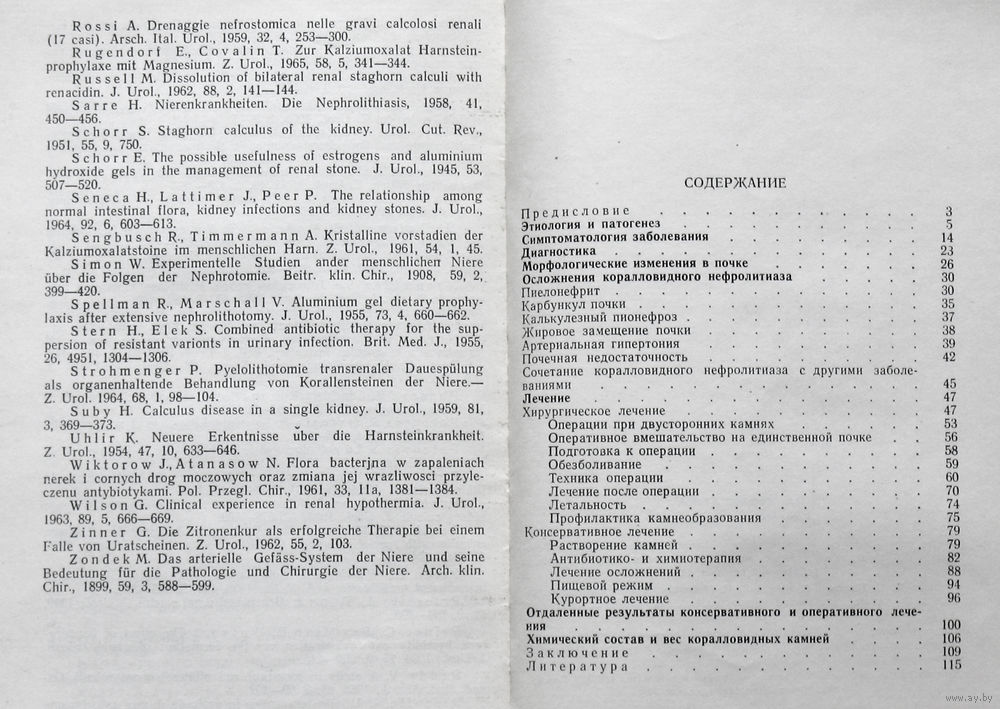 Rossi A. Drenaggie nefrostomica nelle gravi calcolosi renali
(17 casi). Arsch. Ital. Urol., 1959, 32, 4, 253—300.
Rugendorf E., Covalin T. Zur Kalziumoxalat Harnstein-
prophylaxe mit Magnesium. Z. Urol., 1965, 58, 5, 341—344.
Russell M. Dissolution of bilateral renal staghorn calculi with
renacidin. J. Urol., 1962, 88, 2, 141—144.
Sarre H. Nierenkrankheiten. Die Nephrolithiasis, 1958, 41,
450—456.
Schorr S. Staghorn calculus of the kidney. Urol. Cut. Rev.,
1951, 55, 9, 750.
Schorr E. The possible usefulness of estrogens and aluminium
hydroxide gels in the management of renal stone. J. Urol., 1945, 53,
507—520.
Seneca H., Lattimer J., Peer P. The relationship among
normal intestinal flora, kidney infections and kidney stones. J. Urol.,
1964, 92, 6, 603—613.
Sengbusch R., Timmermann A. Kristalline vorstadien der
Kalziumoxalatstoine im menschlichen Harn. Z. Urol., 1961, 54, 1, 45.
Simon W. Experimentelle Studien ander menschlichen Niere
über die Folgen der Nephrotomie. Beitr. klin. Chir., 1908, 59, 2,
399—420.
Spellman R., Marschall V. Aluminium gel dietary prophy-
laxis after extensive nephrolithotomy. J. Urol., 1955, 73, 4, 660—662.
Stern H., Elek S. Combined antibiotic therapy for the sup-
persion of resistant varionts in urinary infection. Brit. Med. J., 1955,
26, 4951, 1304—1306.
Strohmenger P. Pyelolithotomie transrenaler Dauespülung
als organenhaltende Behandlung von Korallensteinen der Niere.—
Z. Urol. 1964, 68, 1, 98—104.
Suby H. Calculus disease in a single kidney. J. Urol., 1959, 81,
3, 369—373.
Uhlir K. Neuere Erkentnisse über die Harnsteinkrankheit.
Z. Urol., 1954, 47, 10, 633—646.
Wiktorow J., Atanasow N. Flora bacterjna w zapaleniach
nerek i cornych drog moczowych oraz zmiana jej wrazliwosci przyle-
czenu antybiotykami. Pol. Przegl. Chir., 1961, 33, 11a, 1381—1384.
Wilson G. Clinical experience in renal hypothermia. J. Urol.,
1963, 89, 5, 666—669.
Zinner G. Die Zitronenkur als erfolgreiche Therapie bei einem
Falle von Uratscheinen. Z. Urol., 1962, 55, 2, 103.
Zondek M. Das arterielle Gefäss-System der Niere und seine
Bedeutung für die Pathologie und Chirurgie der Niere. Arch. klin.
Chir., 1899, 59, 3, 588—599.
СОДЕРЖАНИЕ
Предисловие . . . . . . . . . . . 3
Этиология и патогенез . . . . . . . . . . 5
Симптоматология заболевания . . . . . . . . 14
Диагностика . . . . . . . . . . . . 23
Морфологические изменения в почке . . . . . . . 26
Осложнения коралловидного нефролитиаза . . . . . 30
Пиелонефрит . . . . . . . . . . . . 30
Карбункул почки . . . . . . . . . . . 35
Калькулезный пионефроз . . . . . . . . . . 37
Жировое замещение почки . . . . . . . . . 38
Артериальная гипертония . . . . . . . . . 39
Почечная недостаточность . . . . . . . . . 42
Сочетание коралловидного нефролитиаза с другими заболе-
ваниями . . . . . . . . . . . . . 45
Лечение . . . . . . . . . . . . . 47
Хирургическое лечение . . . . . . . . . . 47
Операции при двусторонних камнях . . . . . . 53
Оперативное вмешательство на единственной почке . . 56
Подготовка к операции . . . . . . . . . 58
Обезболивание . . . . . . . . . . . 59
Техника операции . . . . . . . . . . 60
Лечение после операции . . . . . . . . . 70
Летальность . . . . . . . . . . . . 74
Профилактика камнеобразования . . . . . . . 75
Консервативное лечение . . . . . . . . . . 79
Растворение камней . . . . . . . . . . 79
Антибиотико- и химиотерапия . . . . . . . 82
Лечение осложнений . . . . . . . . . . 88
Пищевой режим . . . . . . . . . . . 94
Курортное лечение . . . . . . . . . . 96
Отдаленные результаты консервативного и оперативного лече-
ния . . . . . . . . . . . . . . 100
Химический состав и вес коралловидных камней . . . . 106
Заключение . . . . . . . . . . . . 109
Литература . . . . . . . . . . . . 115
www.ay.by